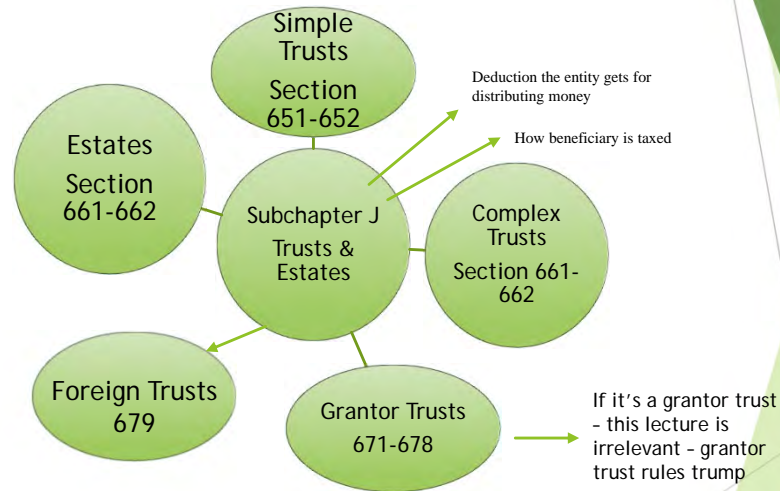 Simple
Trusts
Section
651-652
Deduction the entity gets for
distributing money
How beneficiary is taxed
Estates
Section
661-662
Subchapter J
Trusts &
Estates
Complex
Trusts
Section 661-
662
Foreign Trusts
679
Grantor Trusts
671-678
If it's a grantor trust
– this lecture is
irrelevant – grantor
trust rules trump